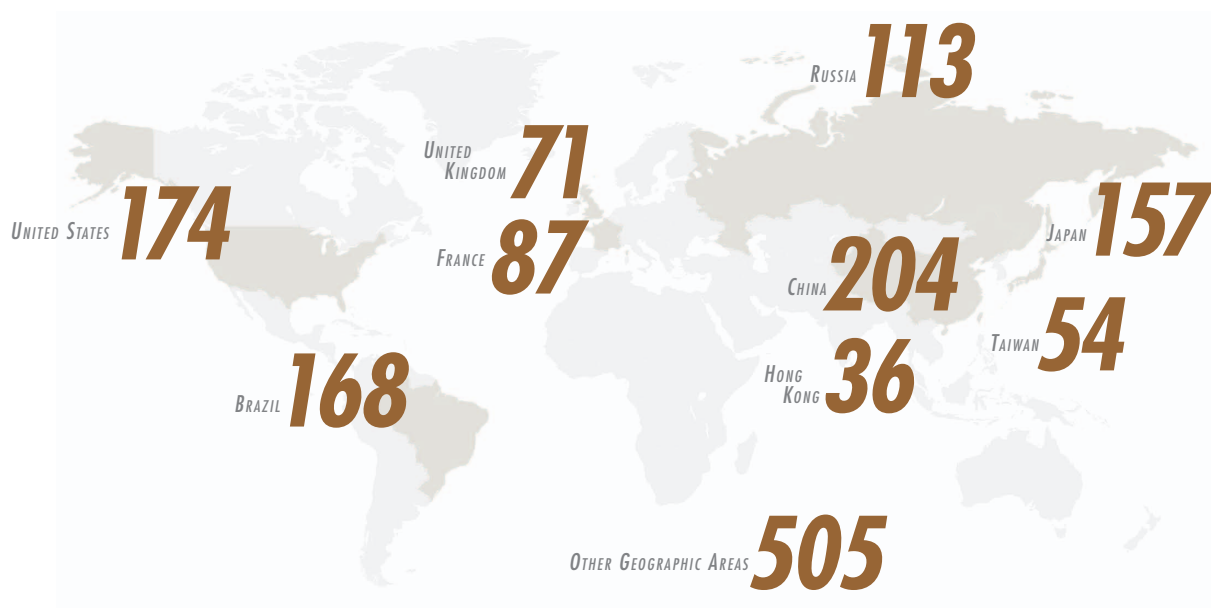 Russia 113
United
Kingdom 71
United States 174
France 87
Japan 157
China 204
Taiwan 54
Hong
Kong 36
Brazil 168
Other Geographic Areas 505